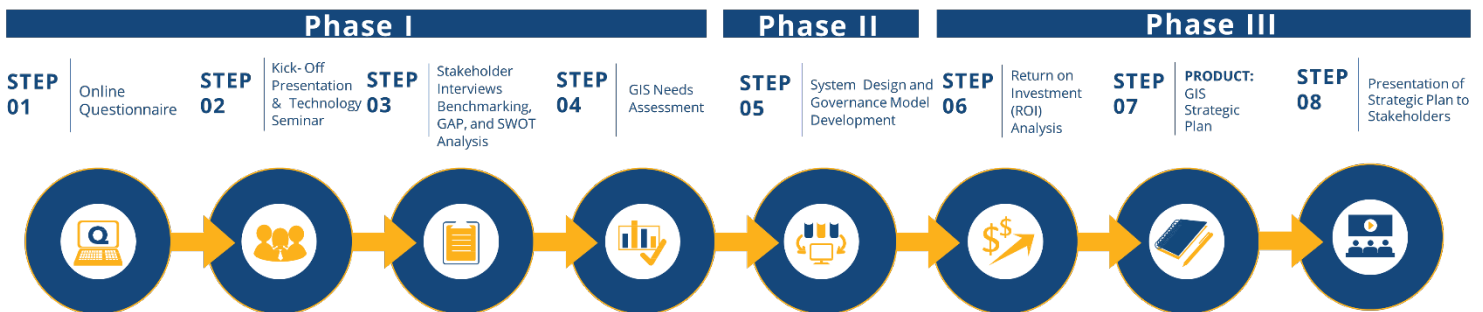 Phase I
Phase II
Phase III
STEP
01
Online
Questionnaire
STEP
02
Kick- Off
Presentation
& Technology
Seminar
STEP
03
Stakeholder
Interviews
Benchmarking,
GAP, and SWOT
Analysis
STEP
04
GIS Needs
Assessment
STEP
05
System Design and
Governance Model
Development
STEP
06
Return on
Investment
(ROI)
Analysis
STEP
07
PRODUCT:
GIS
Strategic
Plan
STEP
08
Presentation of
Strategic Plan to
Stakeholders
Q
$$